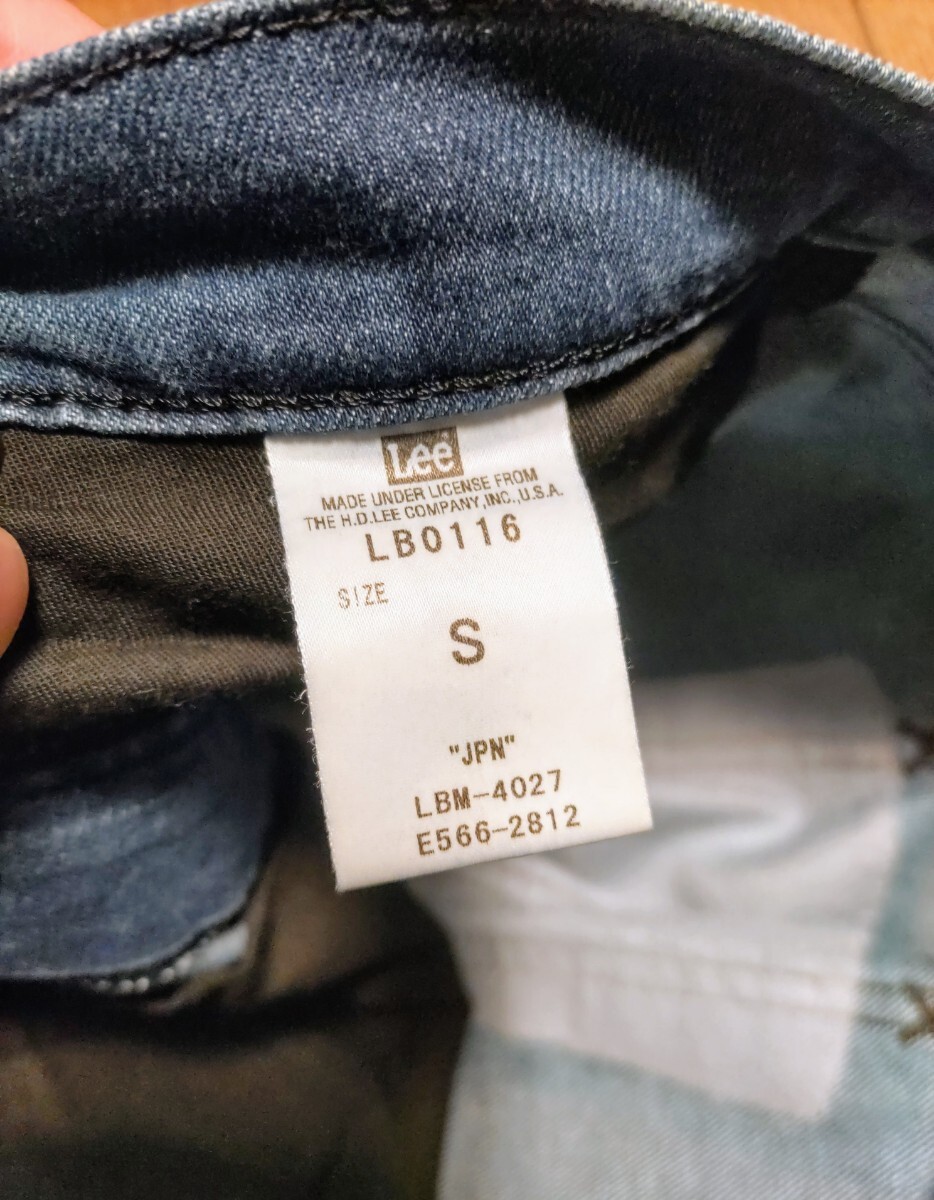 Lee
MADE UNDER LICENSE FROM
THE H.D.LEE COMPANY,INC.,U.S.A.
LB0116
SIZE
S
"JPN"
LBM-4027
E566-2812